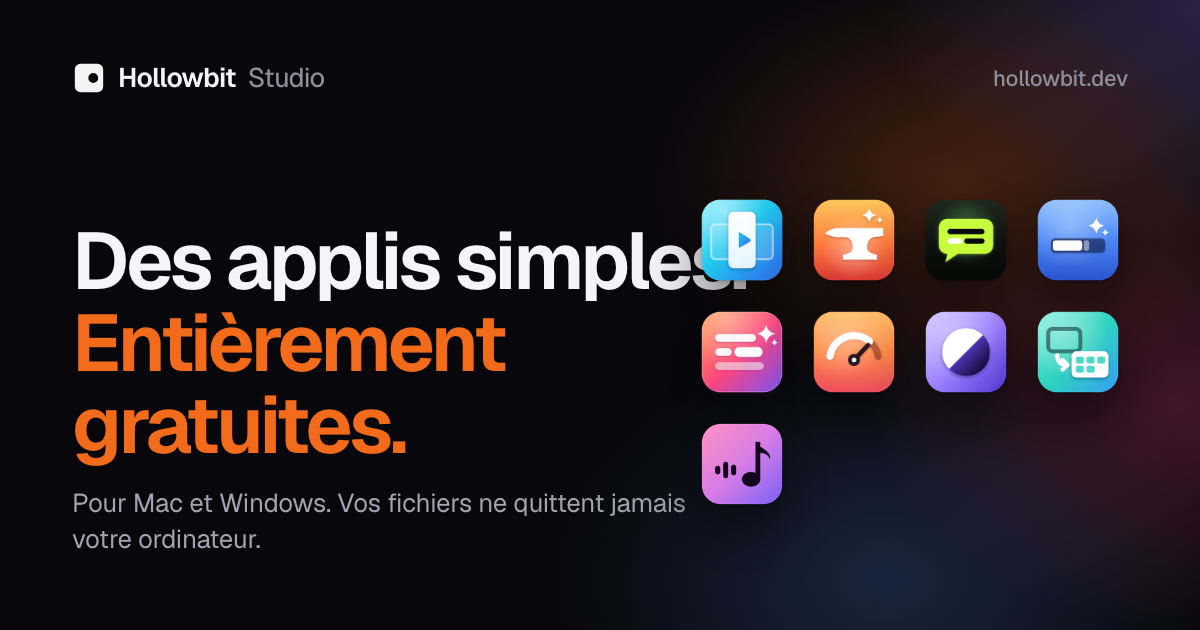 Hollowbit Studio
hollowbit.dev
Des applis simples.
Entièrement
gratuites.
Pour Mac et Windows. Vos fichiers ne quittent jamais
votre ordinateur.